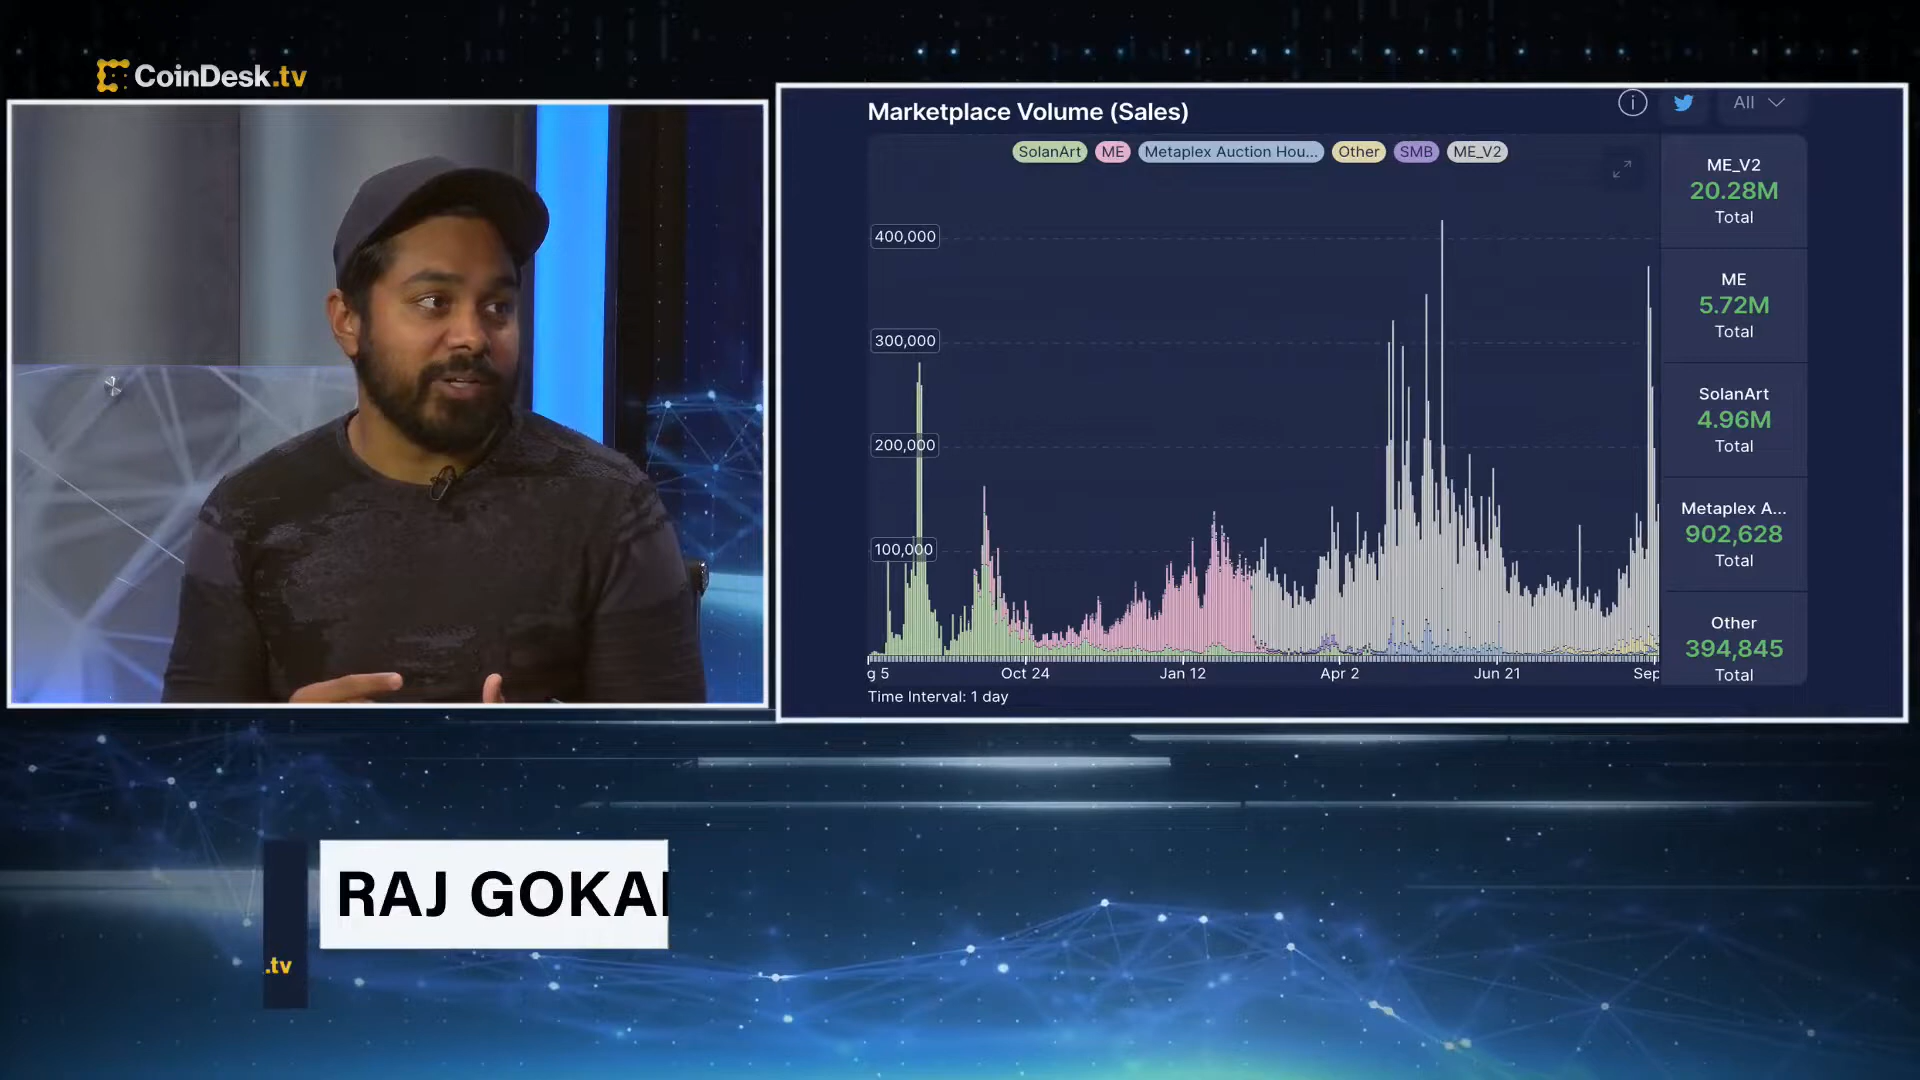 CoinDesk.tv
Marketplace Volume (Sales)
All
SolanArt ME Metaplex Auction Hou... Other SMB ME_V2
400,000
300,000
200,000
100,000
g 5 Oct 24 Jan 12 Apr 2 Jun 21 Sep
Time Interval: 1 day
ME_V2
20.28M
Total
ME
5.72M
Total
SolanArt
4.96M
Total
Metaplex A...
902,628
Total
Other
394,845
Total
RAJ GOKA
.tv